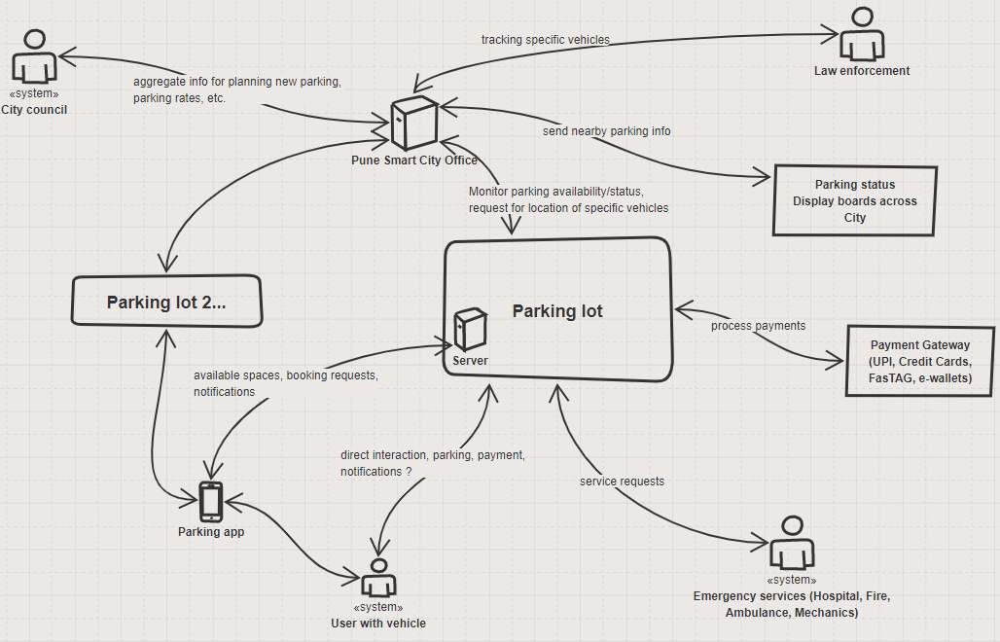 tracking specific vehicles
Law enforcement
«system»
City council
aggregate info for planning new parking,
parking rates, etc.
Pune Smart City Office
send nearby parking info
Parking status
Display boards across
City
Monitor parking availability/status,
request for location of specific vehicles
Parking lot 2...
Parking lot
Server
process payments
Payment Gateway
(UPI, Credit Cards,
FasTAG, e-wallets)
available spaces, booking requests,
notifications
direct interaction, parking, payment,
notifications ?
service requests
Parking app
«system»
User with vehicle
«system»
Emergency services (Hospital, Fire,
Ambulance, Mechanics)